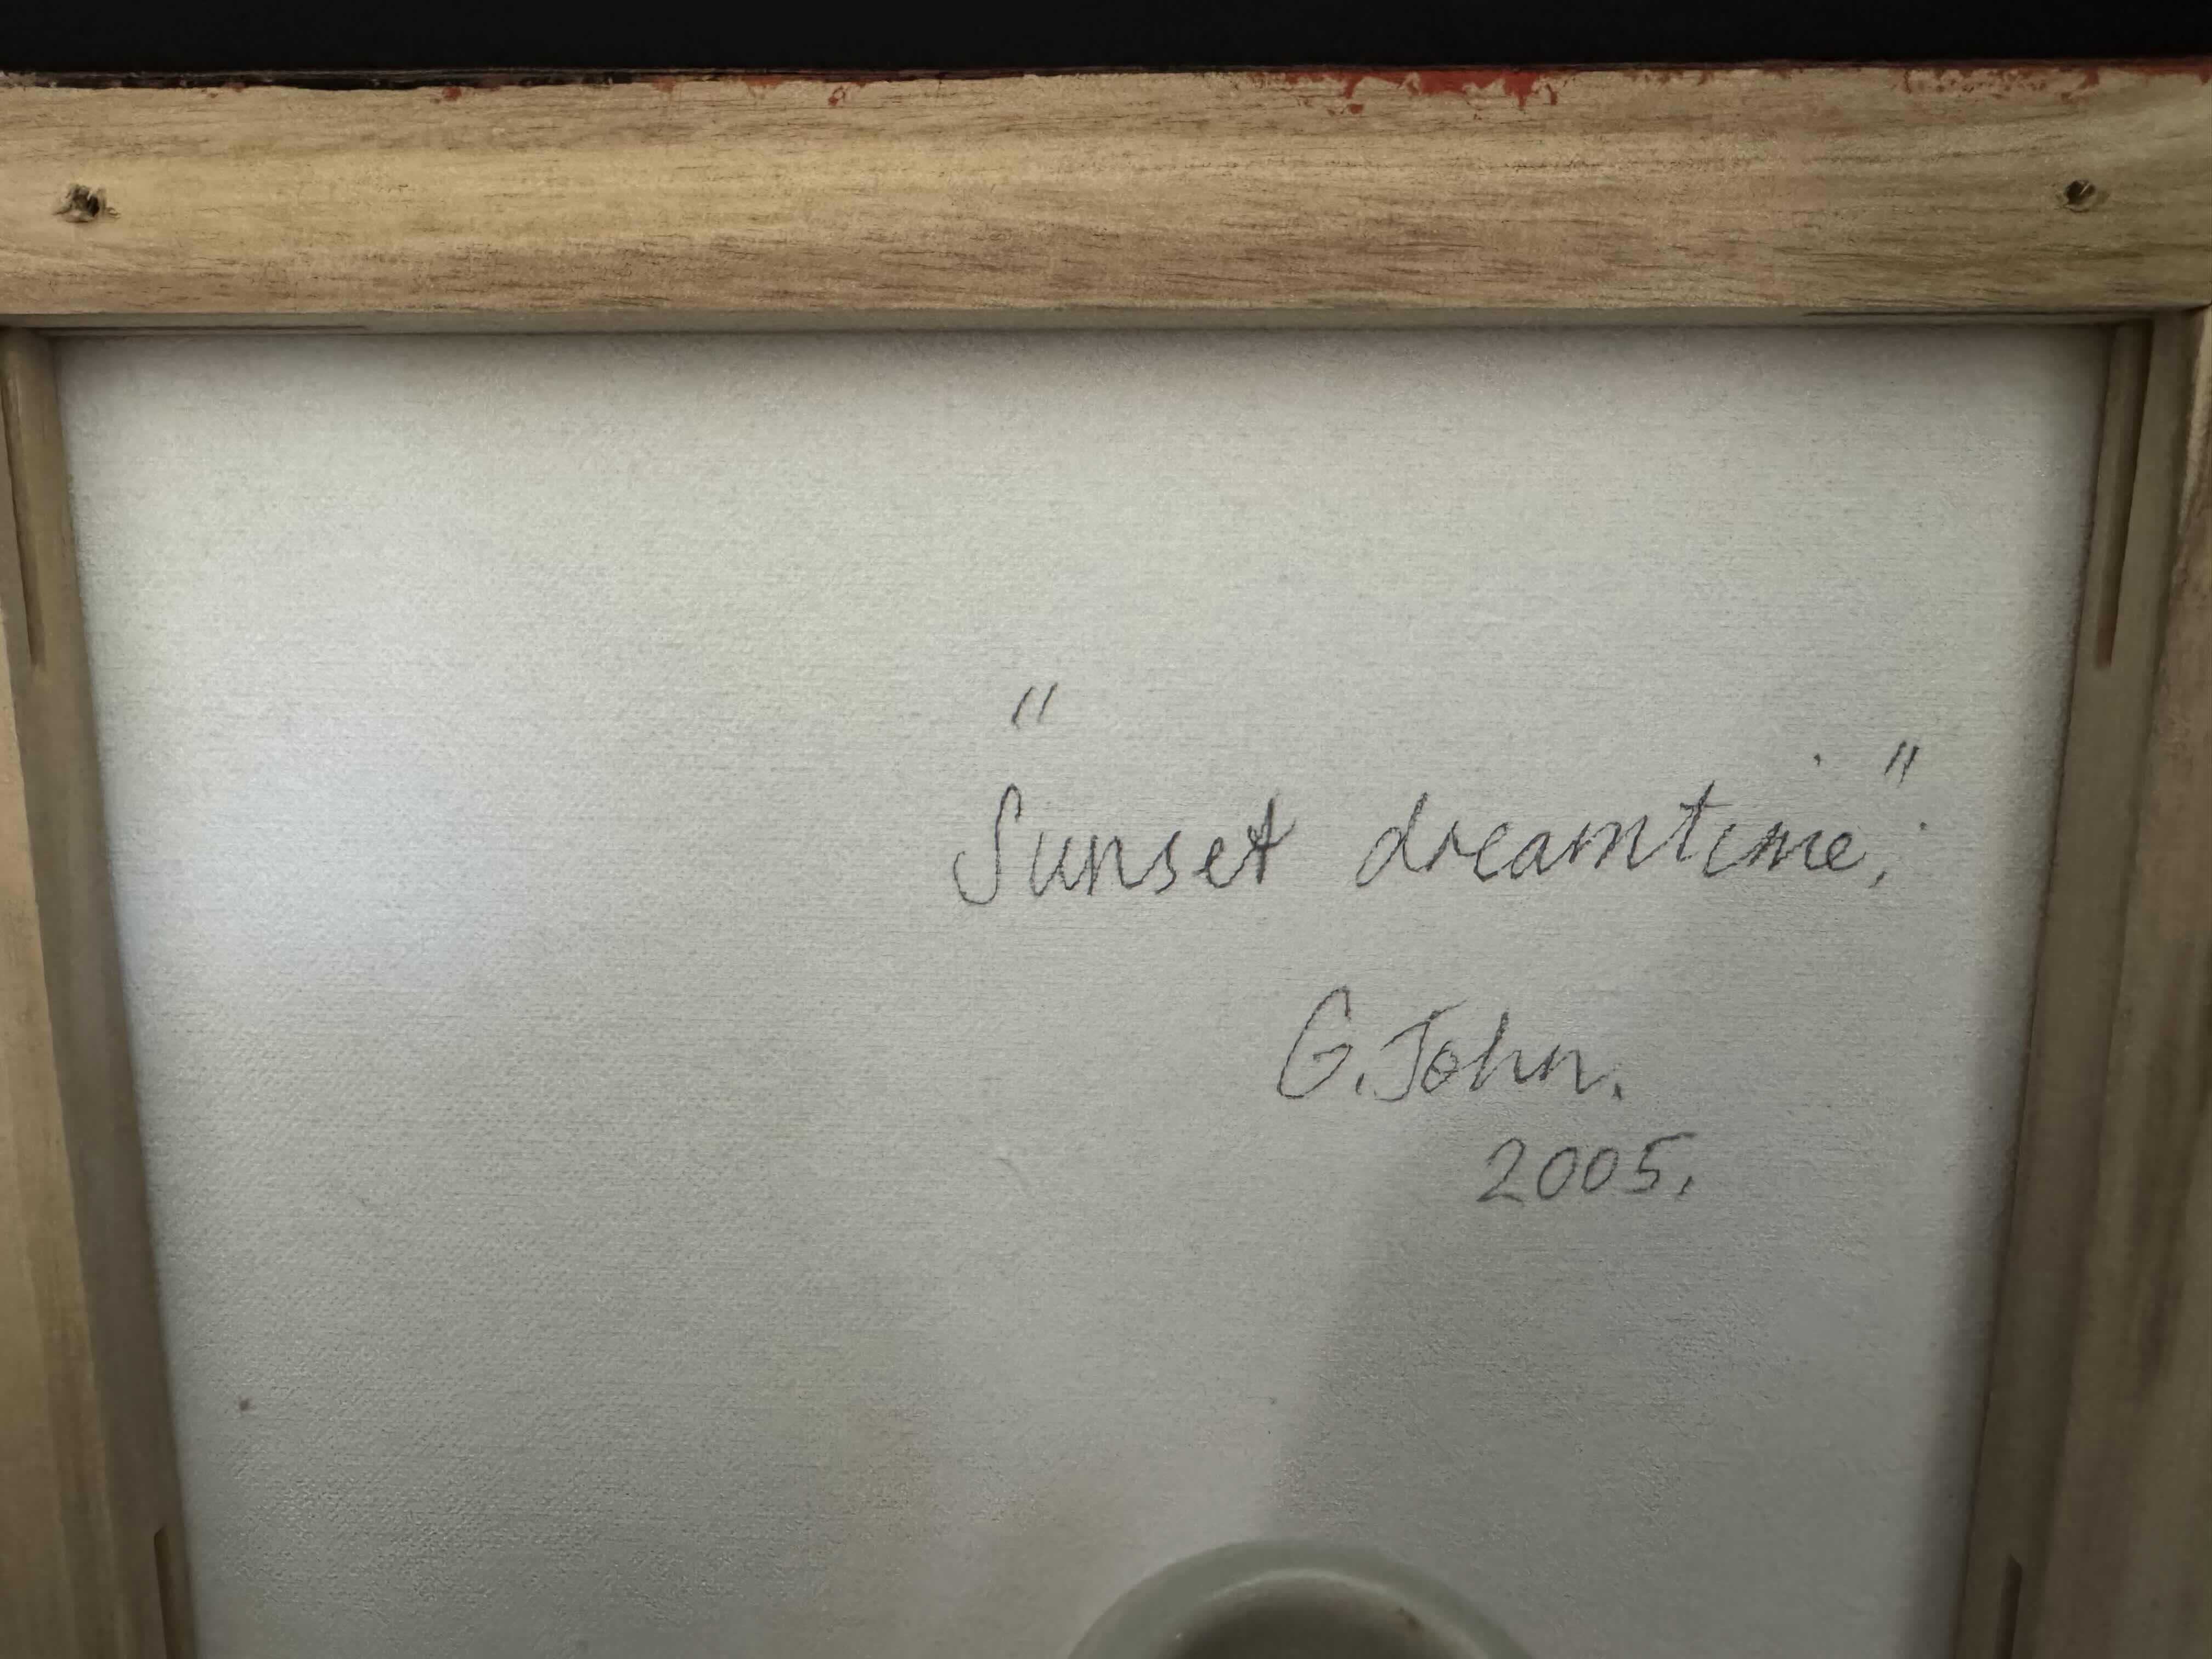 "Sunset dreamtime."
G. John.
2005.